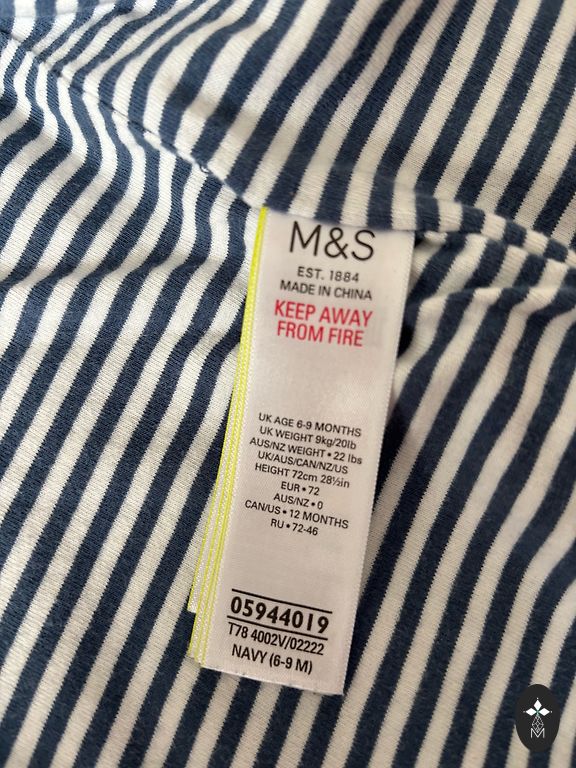 M&S
EST. 1884
MADE IN CHINA
KEEP AWAY
FROM FIRE
UK AGE 6-9 MONTHS
UK WEIGHT 9kg/20lb
AUS/NZ WEIGHT • 22 lbs
UK/AUS/CAN/NZ/US
HEIGHT 72cm 28½in
EUR • 72
AUS/NZ • 0
CAN/US • 12 MONTHS
RU • 72-46
05944019
T78 4002V/02222
NAVY (6-9 M)
M